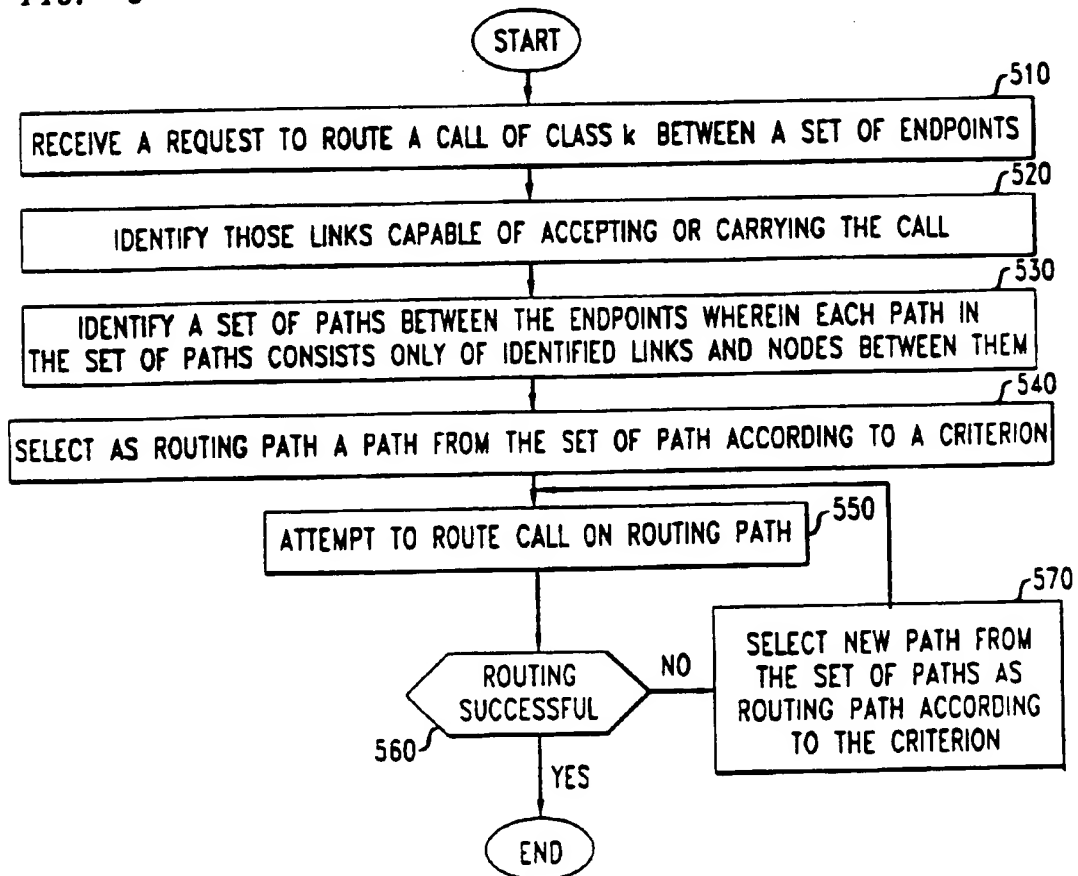 START
510
RECEIVE A REQUEST TO ROUTE A CALL OF CLASS k BETWEEN A SET OF ENDPOINTS
520
IDENTIFY THOSE LINKS CAPABLE OF ACCEPTING OR CARRYING THE CALL
530
IDENTIFY A SET OF PATHS BETWEEN THE ENDPOINTS WHEREIN EACH PATH IN
THE SET OF PATHS CONSISTS ONLY OF IDENTIFIED LINKS AND NODES BETWEEN THEM
540
SELECT AS ROUTING PATH A PATH FROM THE SET OF PATH ACCORDING TO A CRITERION
550
ATTEMPT TO ROUTE CALL ON ROUTING PATH
570
SELECT NEW PATH FROM
THE SET OF PATHS AS
ROUTING PATH ACCORDING
TO THE CRITERION
NO
ROUTING
SUCCESSFUL
560
YES
END